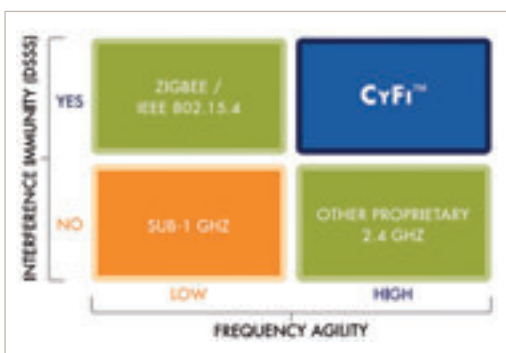 INTERFERENCE IMMUNITY (DSSS)
YES
ZIGBEE /
IEEE 802.15.4
CYFI™
NO
SUB-1 GHZ
OTHER PROPRIETARY
2.4 GHZ
LOW
HIGH
FREQUENCY AGILITY